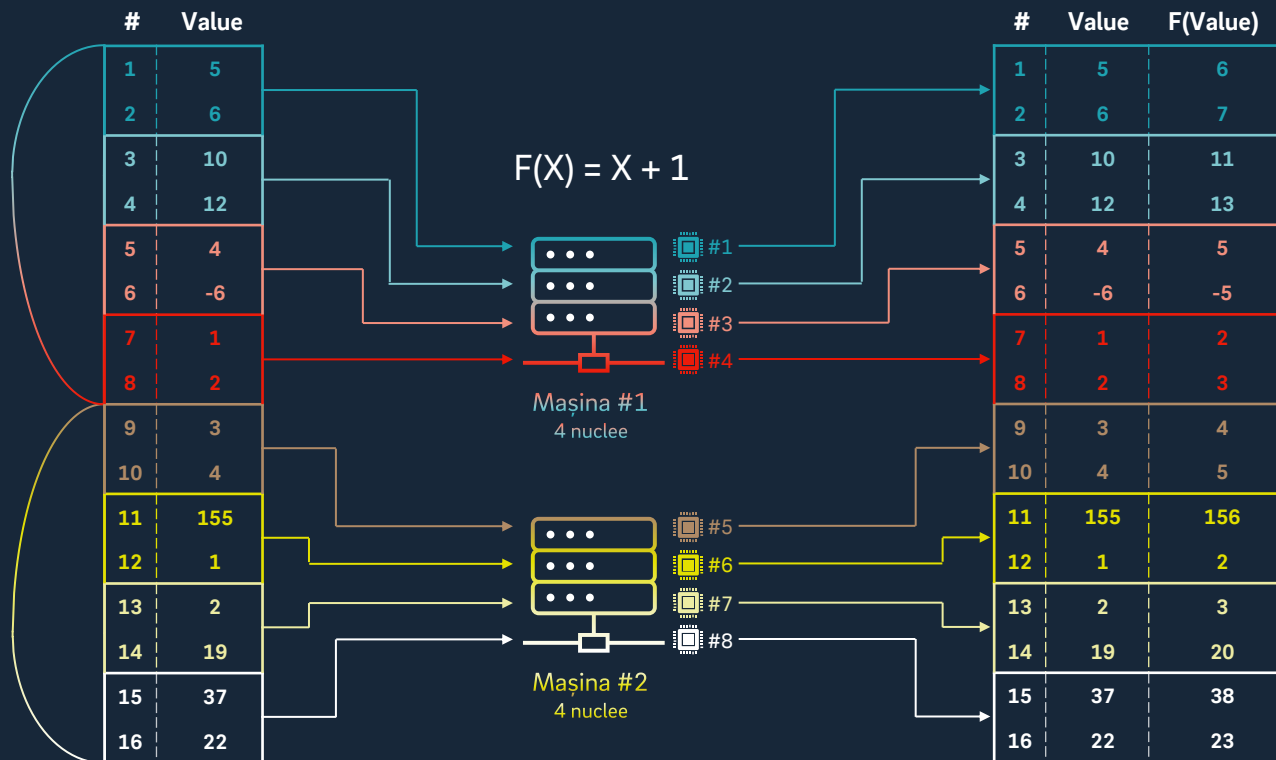 # Value
1 5
2 6
3 10
4 12
5 4
6 -6
7 1
8 2
9 3
10 4
11 155
12 1
13 2
14 19
15 37
16 22
F(X) = X + 1
#1
#2
#3
#4
Mașina #1
4 nuclee
#5
#6
#7
#8
Mașina #2
4 nuclee
# Value F(Value)
1 5 6
2 6 7
3 10 11
4 12 13
5 4 5
6 -6 -5
7 1 2
8 2 3
9 3 4
10 4 5
11 155 156
12 1 2
13 2 3
14 19 20
15 37 38
16 22 23